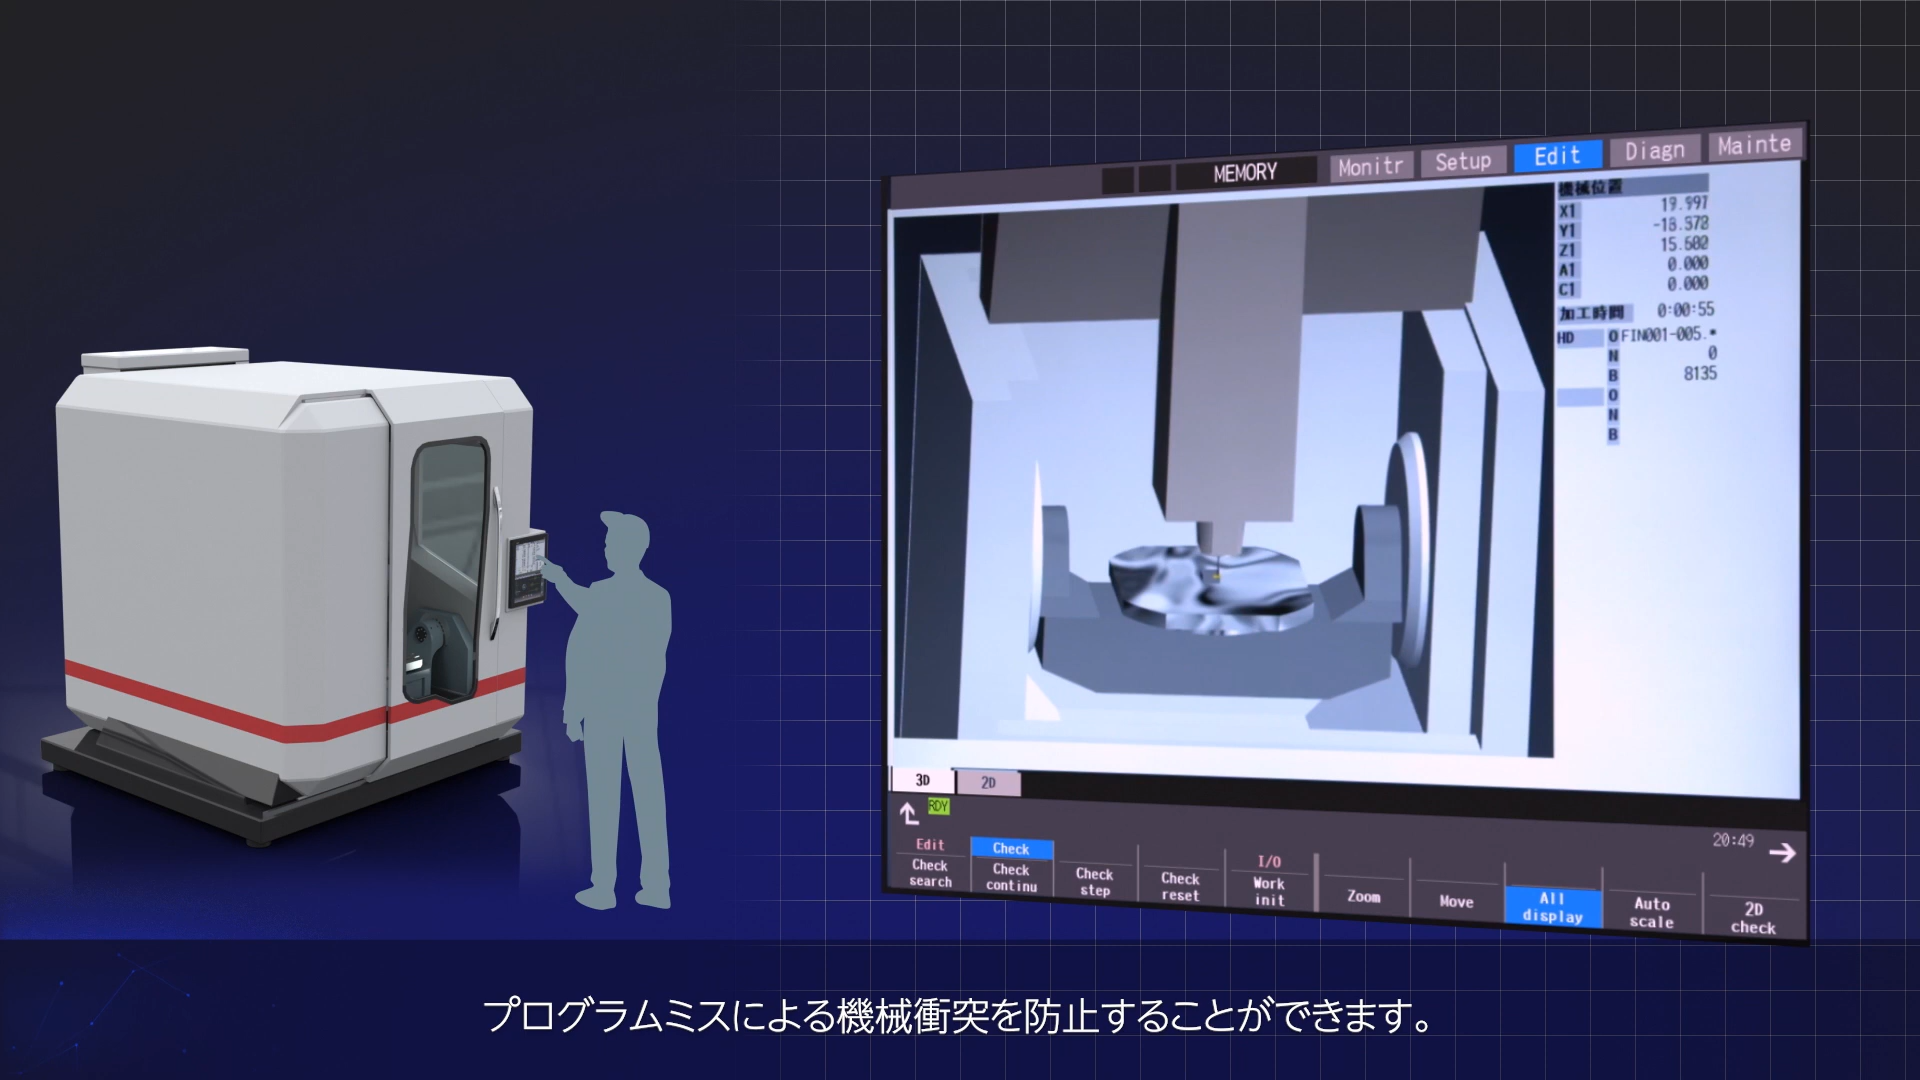 MEMORY Monitr Setup Edit Diagn Mainte
機械位置
X1 19.997
Y1 -18.578
Z1 15.602
A1 0.000
C1 0.000
加工時間 0:00:55
HD O FIN001-005.*
N 0
B 8135
O
N
B
3D 2D
RDY
20:49
Edit Check I/O
Check search
Check continu
Check step
Check reset
Work init
Zoom
Move
All display
Auto scale
2D check
プログラムミスによる機械衝突を防止することができます。